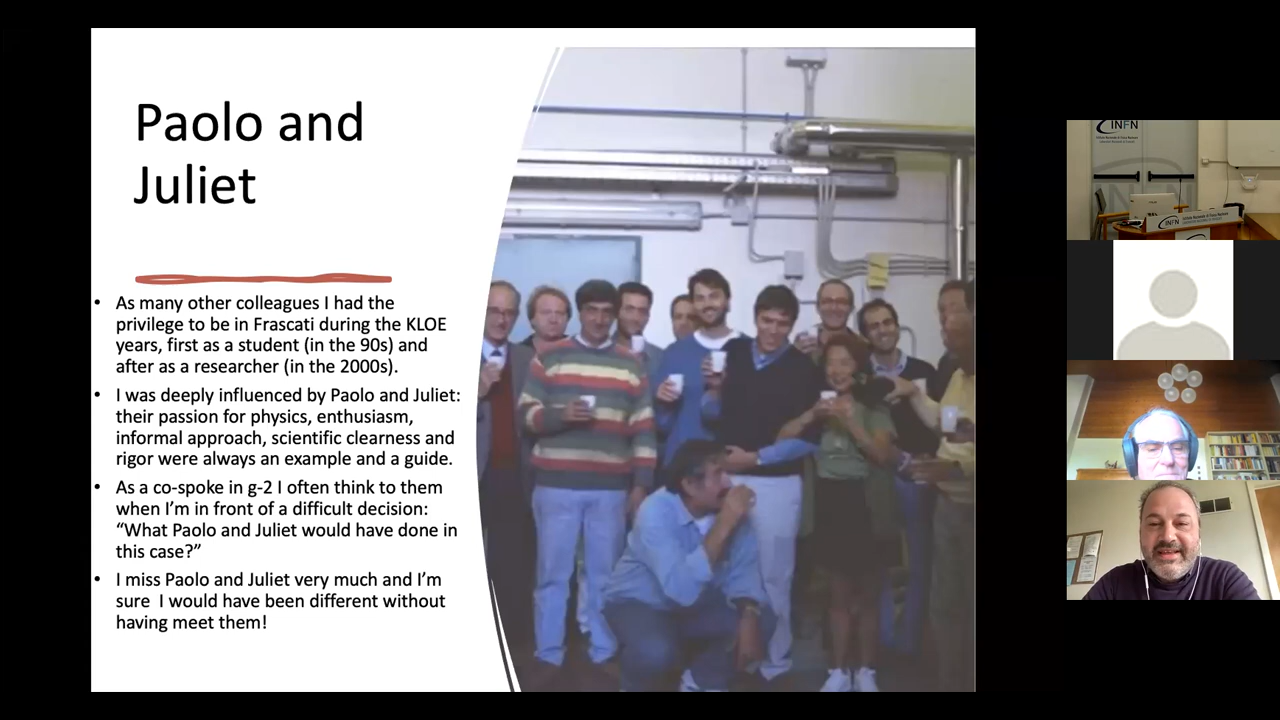 Paolo and
Juliet
• As many other colleagues I had the
privilege to be in Frascati during the KLOE
years, first as a student (in the 90s) and
after as a researcher (in the 2000s).
• I was deeply influenced by Paolo and Juliet:
their passion for physics, enthusiasm,
informal approach, scientific clearness and
rigor were always an example and a guide.
• As a co-spoke in g-2 I often think to them
when I’m in front of a difficult decision:
“What Paolo and Juliet would have done in
this case?”
• I miss Paolo and Juliet very much and I’m
sure  I would have been different without
having meet them!
INFN
INFN